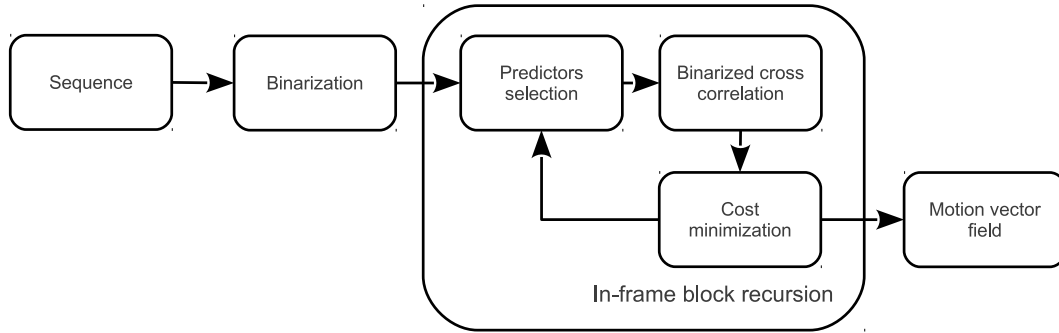 Sequence
Binarization
Predictors
selection
Binarized cross
correlation
Cost
minimization
Motion vector
field
In-frame block recursion